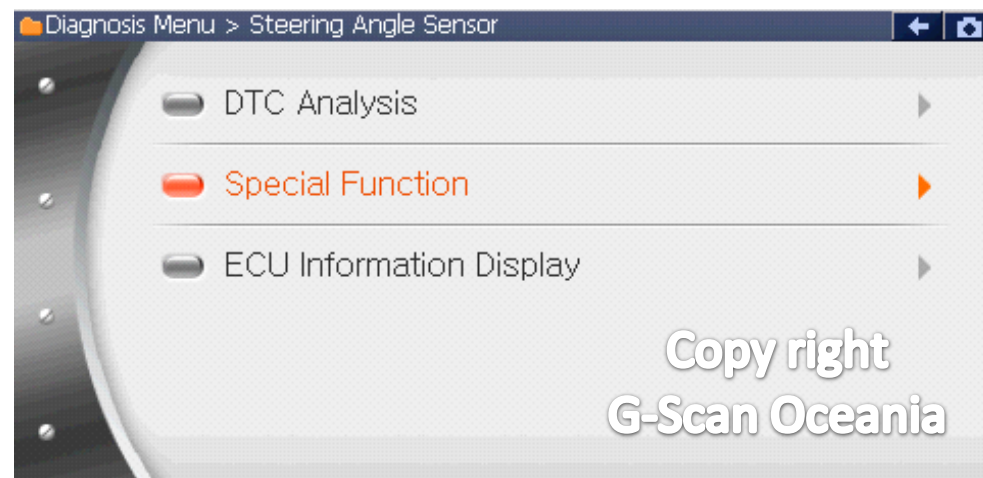 Diagnosis Menu > Steering Angle Sensor
DTC Analysis
Special Function
ECU Information Display
Copy right
G-Scan Oceania